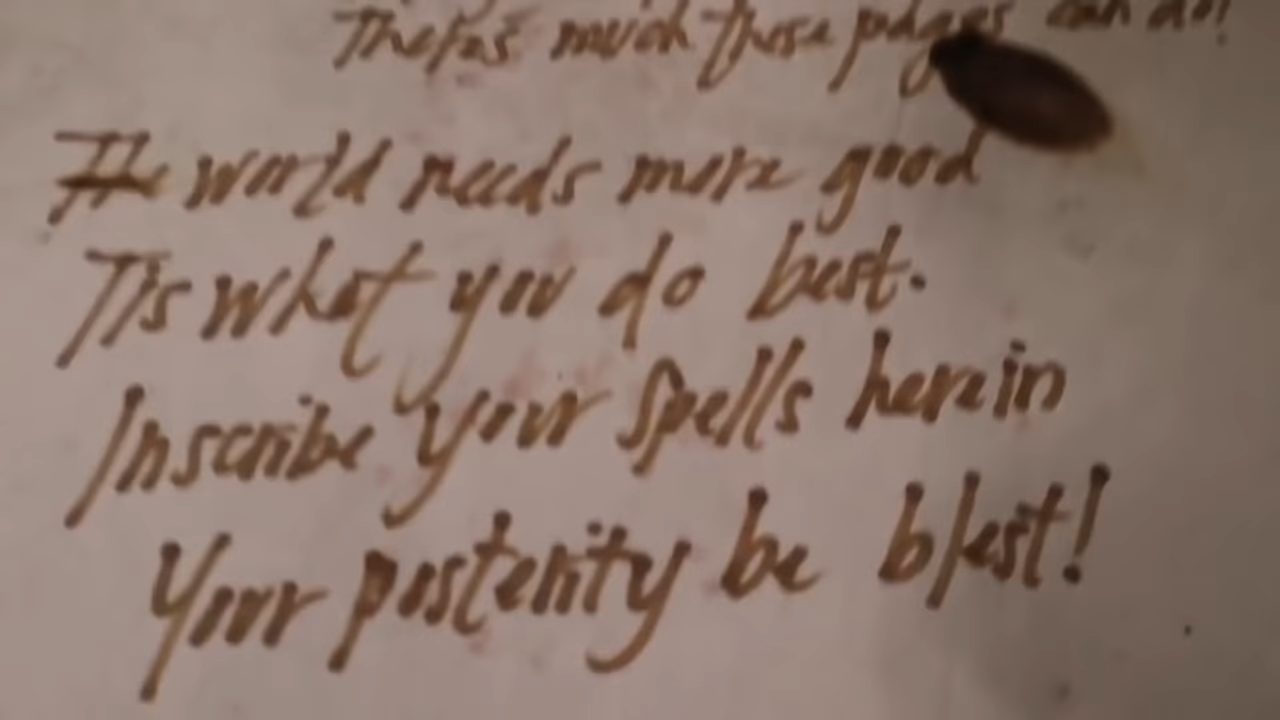 There's much these pages can do!
The world needs more good
T'is what you do best.
Inscribe your Spells herein
Your posterity be blest!